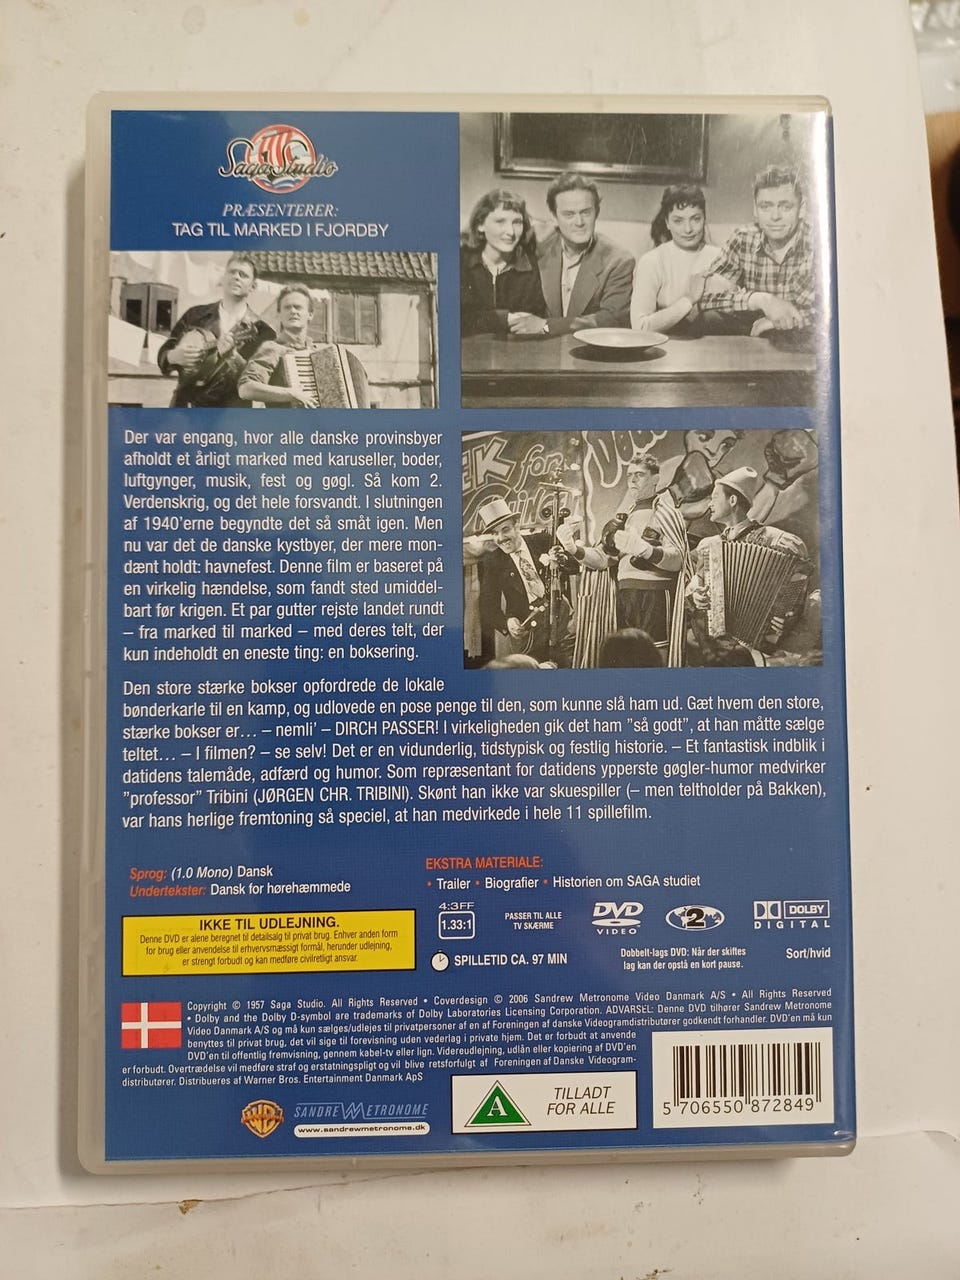 Saga Studio
PRÆSENTERER:
TAG TIL MARKED I FJORDBY
Der var engang, hvor alle danske provinsbyer
afholdt et årligt marked med karuseller, boder,
luftgynger, musik, fest og gøgl. Så kom 2.
Verdenskrig, og det hele forsvandt. I slutningen
af 1940'erne begyndte det så småt igen. Men
nu var det de danske kystbyer, der mere mon-
dænt holdt: havnefest. Denne film er baseret på
en virkelig hændelse, som fandt sted umiddel-
bart før krigen. Et par gutter rejste landet rundt
– fra marked til marked – med deres telt, der
kun indeholdt en eneste ting: en boksering.
Den store stærke bokser opfordrede de lokale
bønderkarle til en kamp, og udlovede en pose penge til den, som kunne slå ham ud. Gæt hvem den store,
stærke bokser er... – nemli' – DIRCH PASSER! I virkeligheden gik det ham "så godt", at han måtte sælge
teltet... – I filmen? – se selv! Det er en vidunderlig, tidstypisk og festlig historie. – Et fantastisk indblik i
datidens talemåde, adfærd og humor. Som repræsentant for datidens ypperste gøgler-humor medvirker
"professor" Tribini (JØRGEN CHR. TRIBINI). Skønt han ikke var skuespiller (– men teltholder på Bakken),
var hans herlige fremtoning så speciel, at han medvirkede i hele 11 spillefilm.
Sprog: (1.0 Mono) Dansk
Undertekster: Dansk for hørehæmmede
EKSTRA MATERIALE:
• Trailer • Biografier • Historien om SAGA studiet
IKKE TIL UDLEJNING.
Denne DVD er alene beregnet til detailsalg til privat brug. Enhver anden form
for brug eller anvendelse til erhvervsmæssigt formål, herunder udlejning,
er strengt forbudt og kan medføre civilretligt ansvar.
4:3FF
1.33:1
PASSER TIL ALLE
TV SKÆRME
DVD
VIDEO
2
DOLBY
DIGITAL
SPILLETID CA. 97 MIN
Dobbelt-lags DVD: Når der skiftes
lag kan der opstå en kort pause.
Sort/hvid
Copyright © 1957 Saga Studio. All Rights Reserved • Coverdesign © 2006 Sandrew Metronome Video Danmark A/S • All Rights Reserved
• Dolby and the Dolby D-symbol are trademarks of Dolby Laboratories Licensing Corporation. ADVARSEL: Denne DVD tilhører Sandrew Metronome
Video Danmark A/S og må kun sælges/udlejes til privatpersoner af en af Foreningen af danske Videogramdistributører godkendt forhandler. DVD'en må kun
benyttes til privat brug, det vil sige til forevisning uden vederlag i private hjem. Det er forbudt at anvende
DVD'en til offentlig fremvisning, gennem kabel-tv eller lign. Videreudlejning, udlån eller kopiering af DVD'en
er forbudt. Overtrædelse vil medføre straf og erstatningspligt og vil blive retsforfulgt af Foreningen af Danske Videogram-
distributører. Distribueres af Warner Bros. Entertainment Danmark ApS
WB
SANDREW METRONOME
www.sandrewmetronome.dk
A
TILLADT
FOR ALLE
5 706550 872849